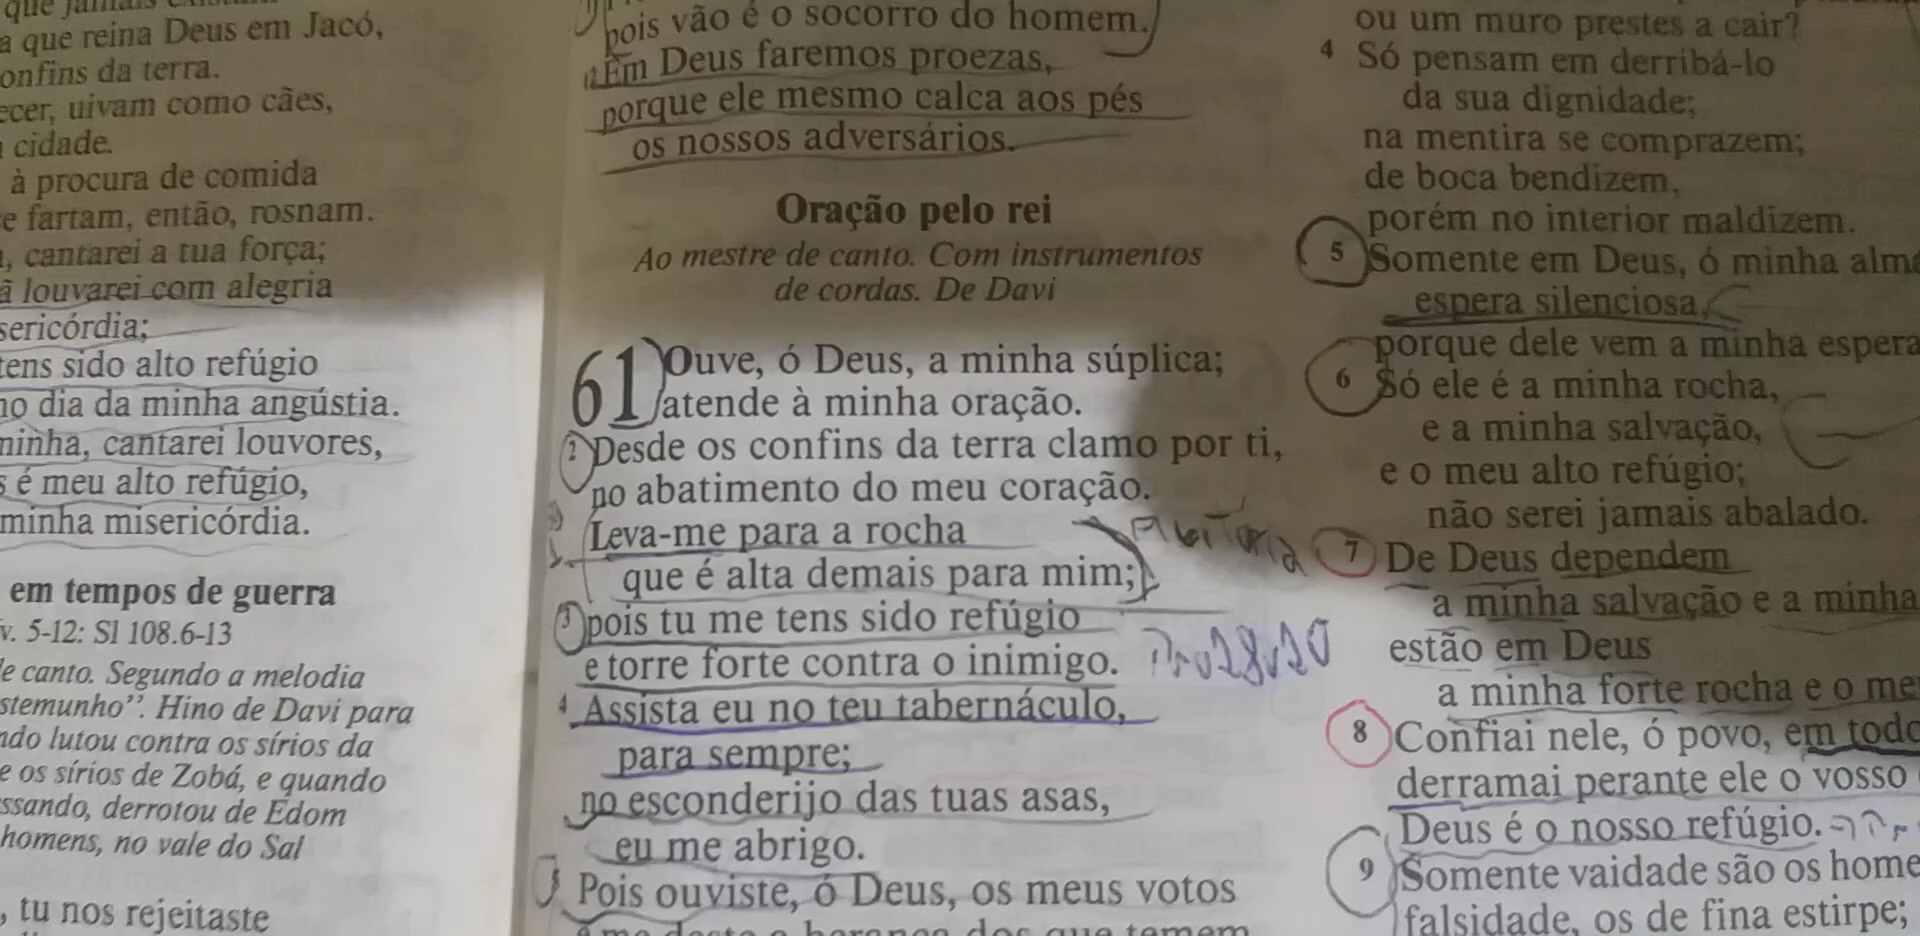 a que reina Deus em Jacó,
onfins da terra.
ecer, uivam como cães,
cidade.
à procura de comida
e fartam, então, rosnam.
, cantarei a tua força;
ã louvarei com alegria
sericórdia;
tens sido alto refúgio
no dia da minha angústia.
minha, cantarei louvores,
s é meu alto refúgio,
minha misericórdia.
em tempos de guerra
v. 5-12: Sl 108.6-13
de canto. Segundo a melodia
stemunho”. Hino de Davi para
ndo lutou contra os sírios da
e os sírios de Zobá, e quando
ssando, derrotou de Edom
homens, no vale do Sal
, tu nos rejeitaste
pois vão é o socorro do homem.
12 Em Deus faremos proezas,
porque ele mesmo calca aos pés
os nossos adversários.
Oração pelo rei
Ao mestre de canto. Com instrumentos
de cordas. De Davi
61 Ouve, ó Deus, a minha súplica;
atende à minha oração.
2 Desde os confins da terra clamo por ti,
no abatimento do meu coração.
Leva-me para a rocha
que é alta demais para mim;
3 pois tu me tens sido refúgio
e torre forte contra o inimigo.
4 Assista eu no teu tabernáculo,
para sempre;
no esconderijo das tuas asas,
eu me abrigo.
5 Pois ouviste, ó Deus, os meus votos
ou um muro prestes a cair?
4 Só pensam em derribá-lo
da sua dignidade;
na mentira se comprazem;
de boca bendizem,
porém no interior maldizem.
5 Somente em Deus, ó minha alma
espera silenciosa,
porque dele vem a minha espera
6 Só ele é a minha rocha,
e a minha salvação,
e o meu alto refúgio;
não serei jamais abalado.
7 De Deus dependem
a minha salvação e a minha
estão em Deus
a minha forte rocha e o me
8 Confiai nele, ó povo, em todo
derramai perante ele o vosso
Deus é o nosso refúgio.
9 Somente vaidade são os home
falsidade, os de fina estirpe;